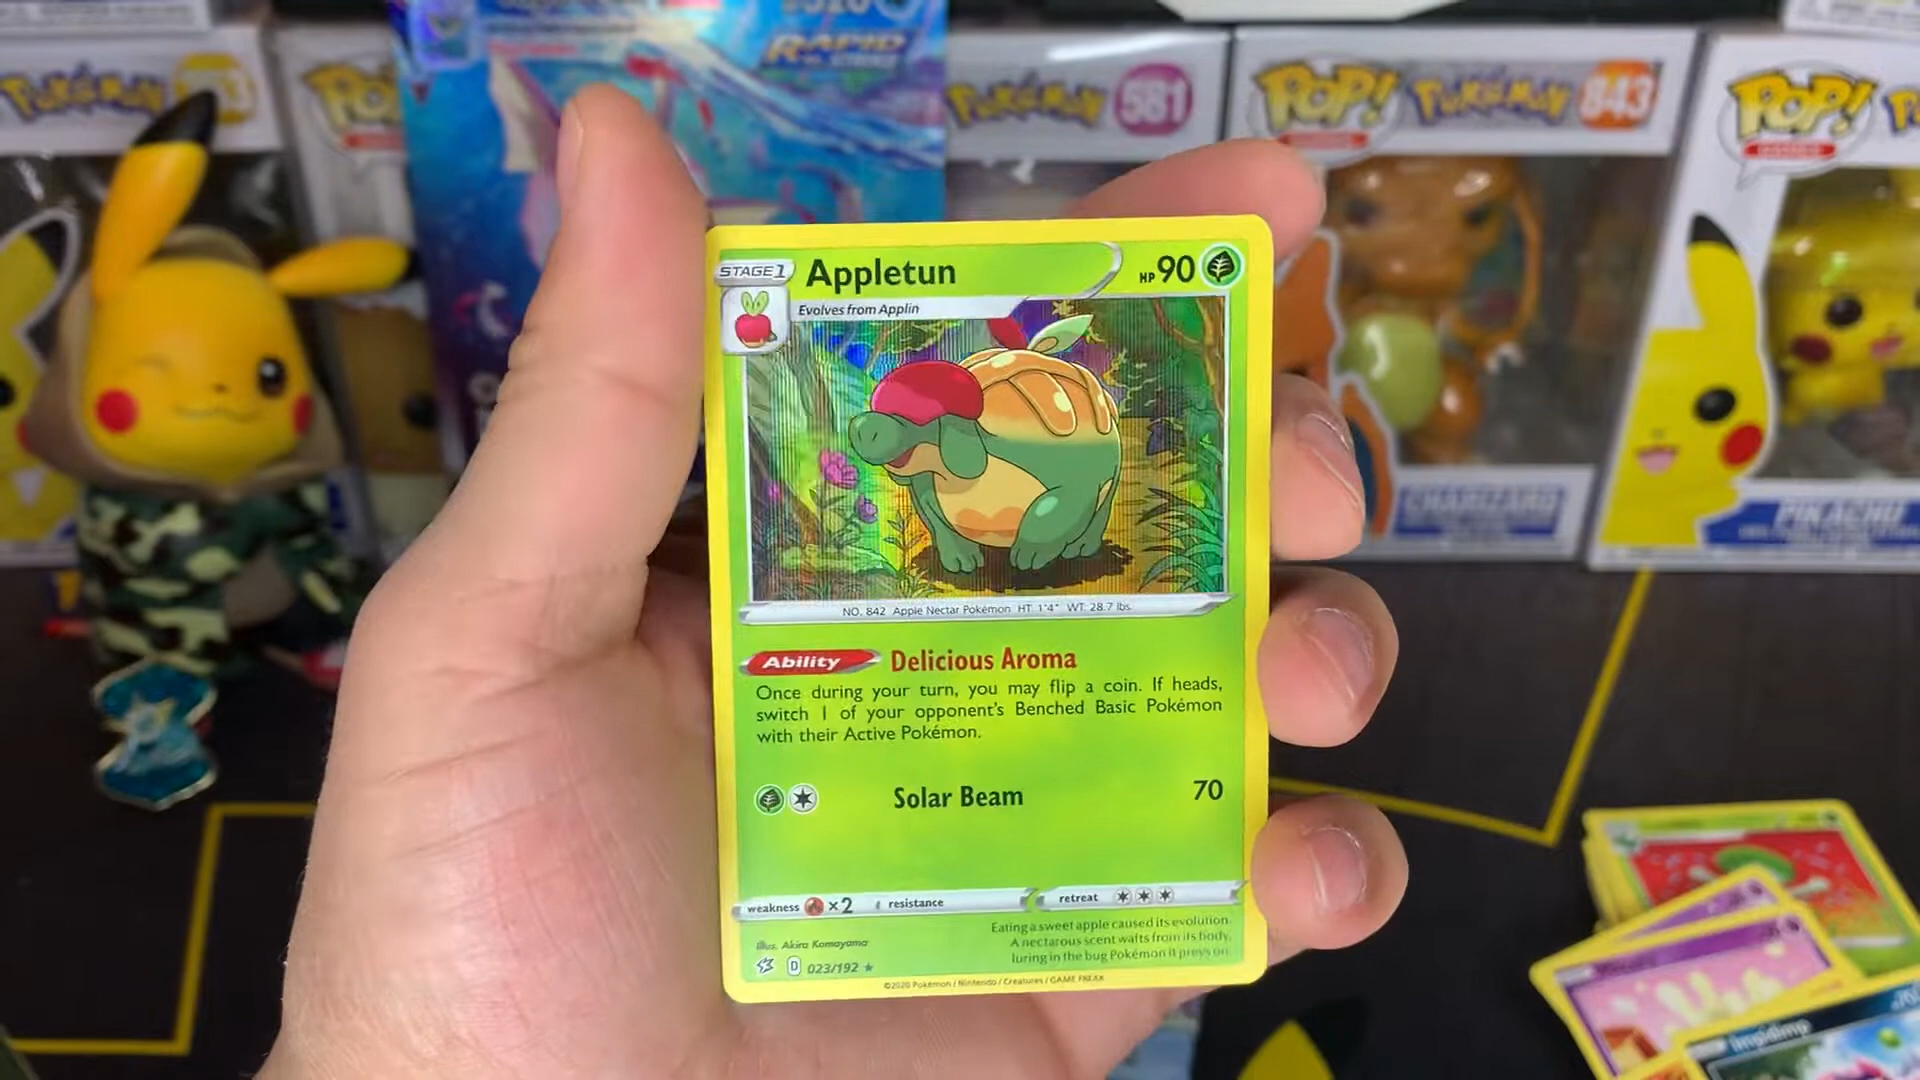 RAPID
Pokémon
Pokémon 581
POP! Pokémon 843
POP!
CHARIZARD
PIKACHU
STAGE 1
Appletun
HP 90
Evolves from Applin
NO. 842 Apple Nectar Pokémon HT: 1'4" WT: 28.7 lbs.
Ability Delicious Aroma
Once during your turn, you may flip a coin. If heads,
switch 1 of your opponent's Benched Basic Pokémon
with their Active Pokémon.
Solar Beam 70
weakness ×2 resistance retreat
Eating a sweet apple caused its evolution.
A nectarous scent wafts from its body,
luring in the bug Pokémon it preys on.
Illus. Akira Komayama
D 023/192
©2020 Pokémon / Nintendo / Creatures / GAME FREAK
Impidimp